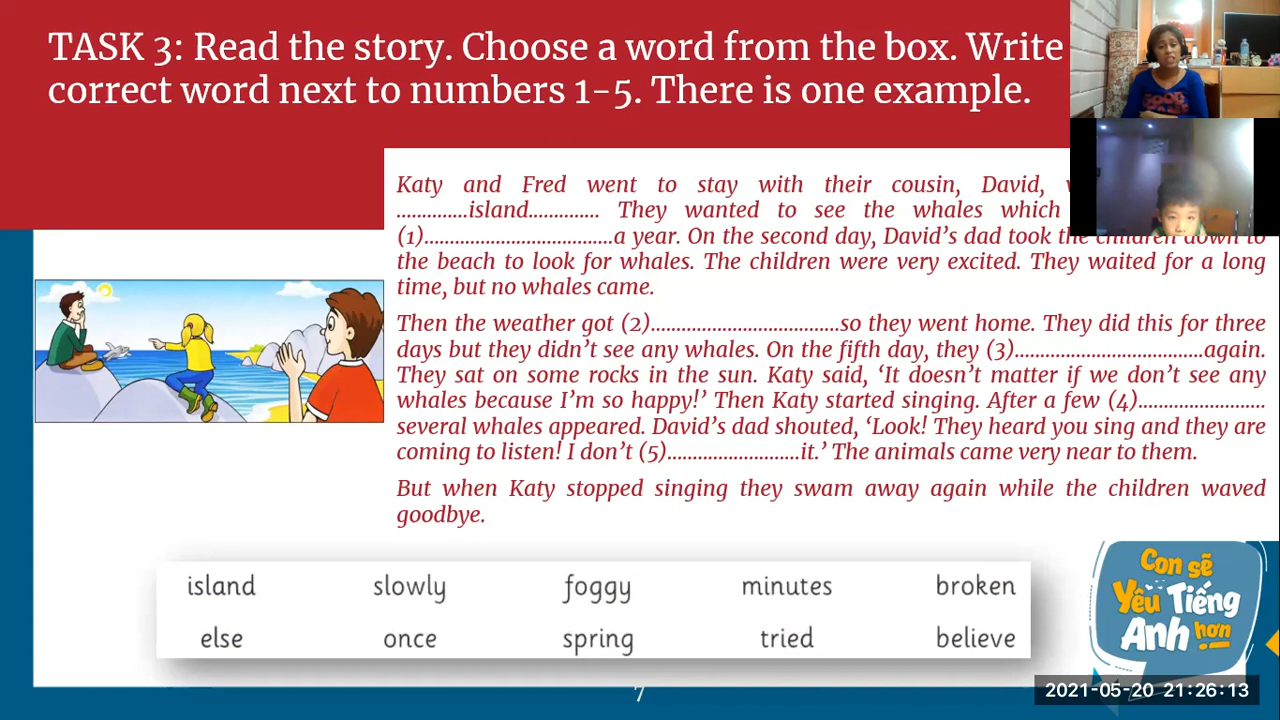 TASK 3: Read the story. Choose a word from the box. Write
correct word next to numbers 1-5. There is one example.
Katy and Fred went to stay with their cousin, David,
..............island.............. They wanted to see the whales which
(1).....................................a year. On the second day, David's dad took the children down to
the beach to look for whales. The children were very excited. They waited for a long
time, but no whales came.
Then the weather got (2).....................................so they went home. They did this for three
days but they didn't see any whales. On the fifth day, they (3).....................................again.
They sat on some rocks in the sun. Katy said, 'It doesn't matter if we don't see any
whales because I'm so happy!' Then Katy started singing. After a few (4).........................
several whales appeared. David's dad shouted, 'Look! They heard you sing and they are
coming to listen! I don't (5)..........................it.' The animals came very near to them.
But when Katy stopped singing they swam away again while the children waved
goodbye.
island slowly foggy minutes broken
else once spring tried believe
Con sẽ
Yêu Tiếng
Anh hơn
7
2021-05-20 21:26:13